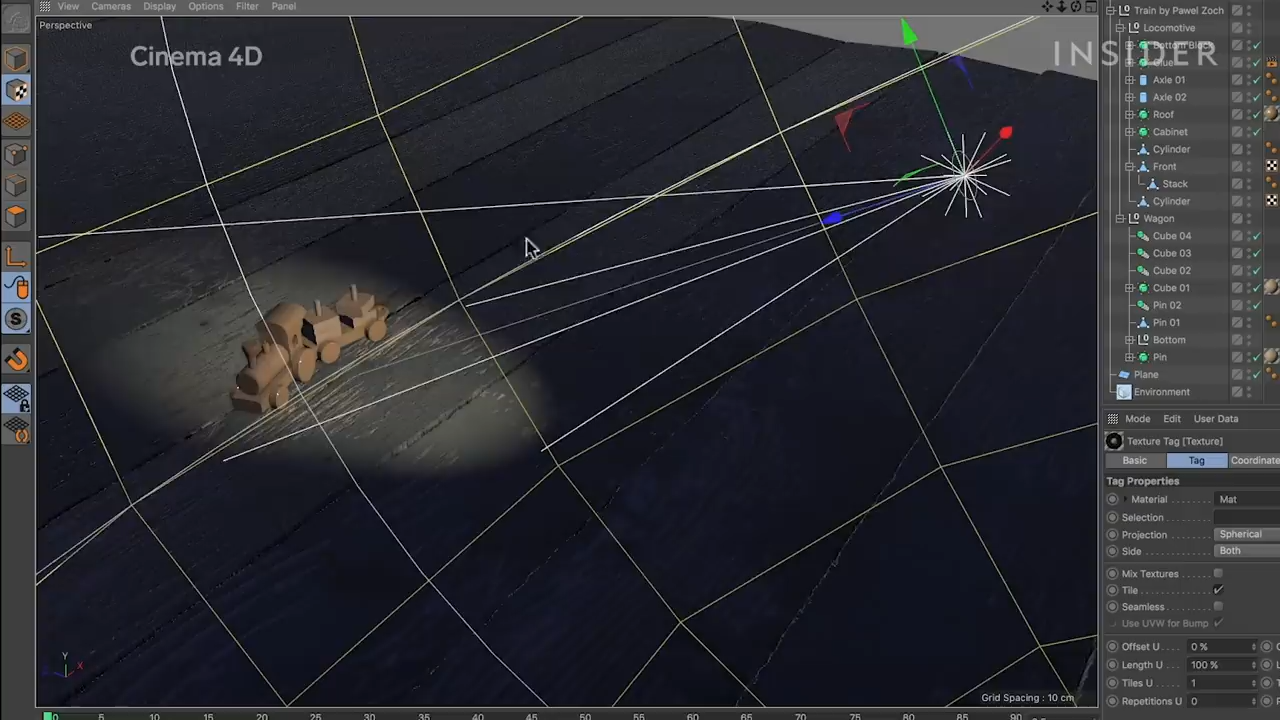 View Cameras Display Options Filter Panel
Perspective
Cinema 4D
INSIDER
Train by Pawel Zoch
Locomotive
Bottom Block
Glue
Axle 01
Axle 02
Roof
Cabinet
Cylinder
Front
Stack
Cylinder
Wagon
Cube 04
Cube 03
Cube 02
Cube 01
Pin 02
Pin 01
Bottom
Pin
Plane
Environment
Mode Edit User Data
Texture Tag [Texture]
Basic Tag Coordinate
Tag Properties
Material Mat
Selection
Projection Spherical
Side Both
Mix Textures
Tile
Seamless
Use UVW for Bump
Offset U 0 %
Length U 100 %
Tiles U 1
Repetitions U 0
Y
X
Grid Spacing : 10 cm
0 5 10 15 20 25 30 35 40 45 50 55 60 65 70 75 80 85 90